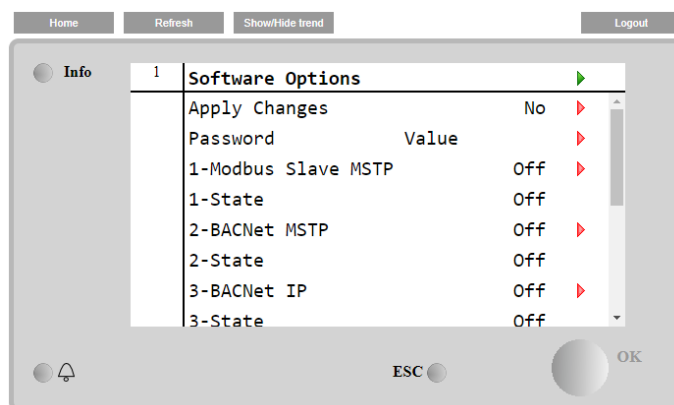 Home Refresh Show/Hide trend Logout
Info
1 Software Options
Apply Changes No
Password Value
1-Modbus Slave MSTP Off
1-State Off
2-BACNet MSTP Off
2-State Off
3-BACNet IP Off
3-State Off
ESC OK